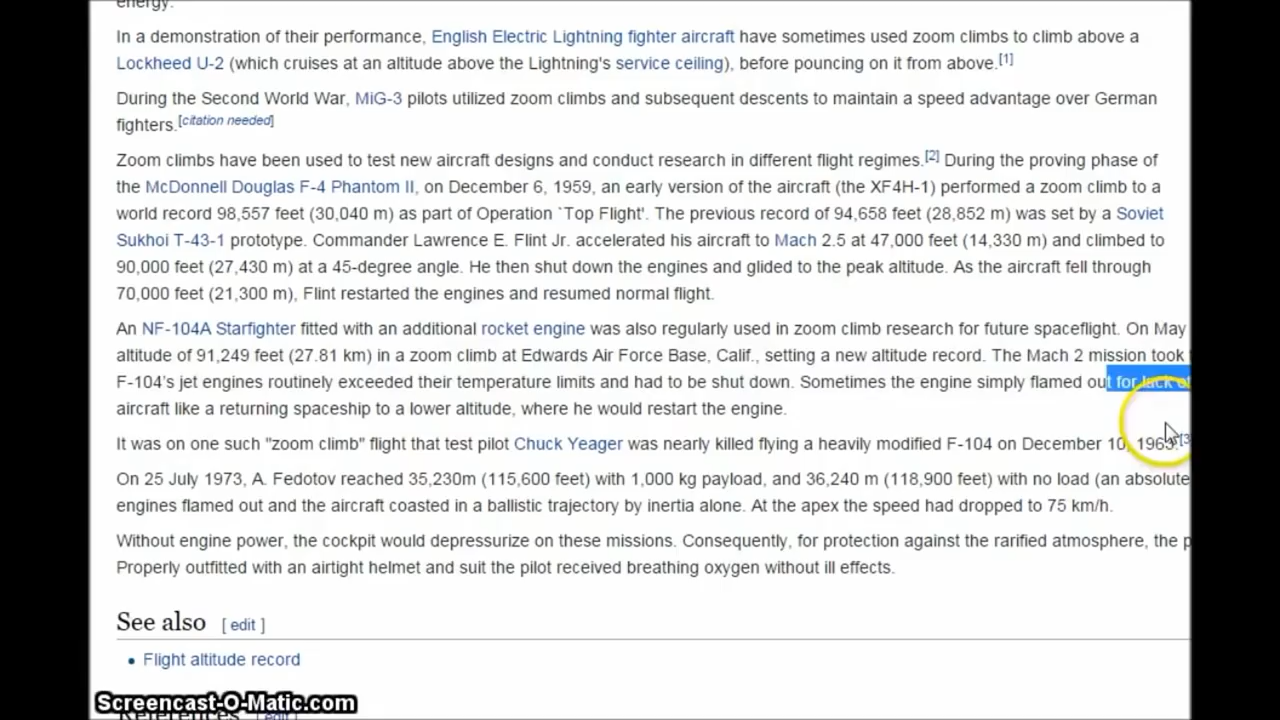 energy.
In a demonstration of their performance, English Electric Lightning fighter aircraft have sometimes used zoom climbs to climb above a
Lockheed U-2 (which cruises at an altitude above the Lightning's service ceiling), before pouncing on it from above.[1]
During the Second World War, MiG-3 pilots utilized zoom climbs and subsequent descents to maintain a speed advantage over German
fighters.[citation needed]
Zoom climbs have been used to test new aircraft designs and conduct research in different flight regimes.[2] During the proving phase of
the McDonnell Douglas F-4 Phantom II, on December 6, 1959, an early version of the aircraft (the XF4H-1) performed a zoom climb to a
world record 98,557 feet (30,040 m) as part of Operation `Top Flight'. The previous record of 94,658 feet (28,852 m) was set by a Soviet
Sukhoi T-43-1 prototype. Commander Lawrence E. Flint Jr. accelerated his aircraft to Mach 2.5 at 47,000 feet (14,330 m) and climbed to
90,000 feet (27,430 m) at a 45-degree angle. He then shut down the engines and glided to the peak altitude. As the aircraft fell through
70,000 feet (21,300 m), Flint restarted the engines and resumed normal flight.
An NF-104A Starfighter fitted with an additional rocket engine was also regularly used in zoom climb research for future spaceflight. On May
altitude of 91,249 feet (27.81 km) in a zoom climb at Edwards Air Force Base, Calif., setting a new altitude record. The Mach 2 mission took
F-104's jet engines routinely exceeded their temperature limits and had to be shut down. Sometimes the engine simply flamed out for lack of
aircraft like a returning spaceship to a lower altitude, where he would restart the engine.
It was on one such "zoom climb" flight that test pilot Chuck Yeager was nearly killed flying a heavily modified F-104 on December 10, 1963.[3
On 25 July 1973, A. Fedotov reached 35,230m (115,600 feet) with 1,000 kg payload, and 36,240 m (118,900 feet) with no load (an absolute
engines flamed out and the aircraft coasted in a ballistic trajectory by inertia alone. At the apex the speed had dropped to 75 km/h.
Without engine power, the cockpit would depressurize on these missions. Consequently, for protection against the rarified atmosphere, the p
Properly outfitted with an airtight helmet and suit the pilot received breathing oxygen without ill effects.
See also [ edit ]
• Flight altitude record
References [ edit ]
Screencast-O-Matic.com